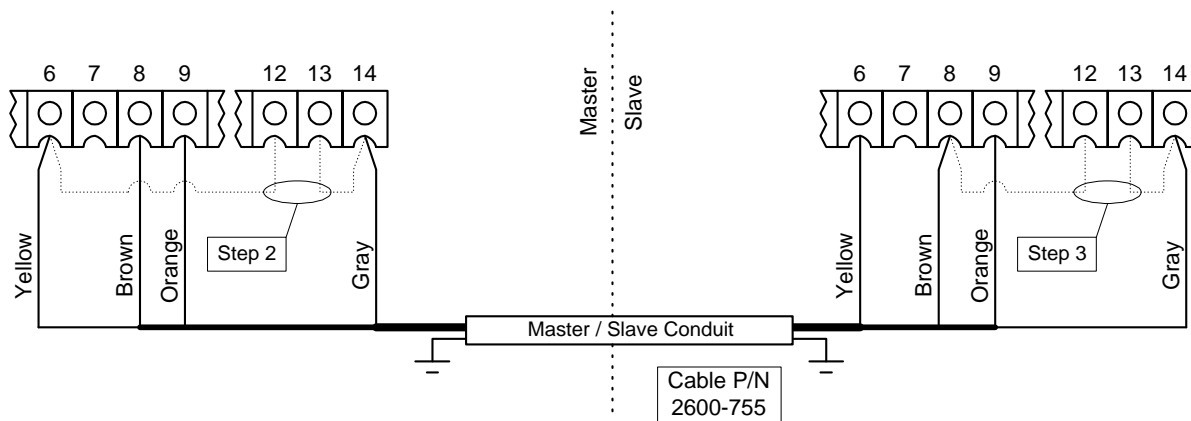 6 7 8 9 12 13 14
Master
Slave
6 7 8 9 12 13 14
Yellow
Brown
Orange
Step 2
Gray
Yellow
Brown
Orange
Step 3
Gray
Master / Slave Conduit
Cable P/N
2600-755